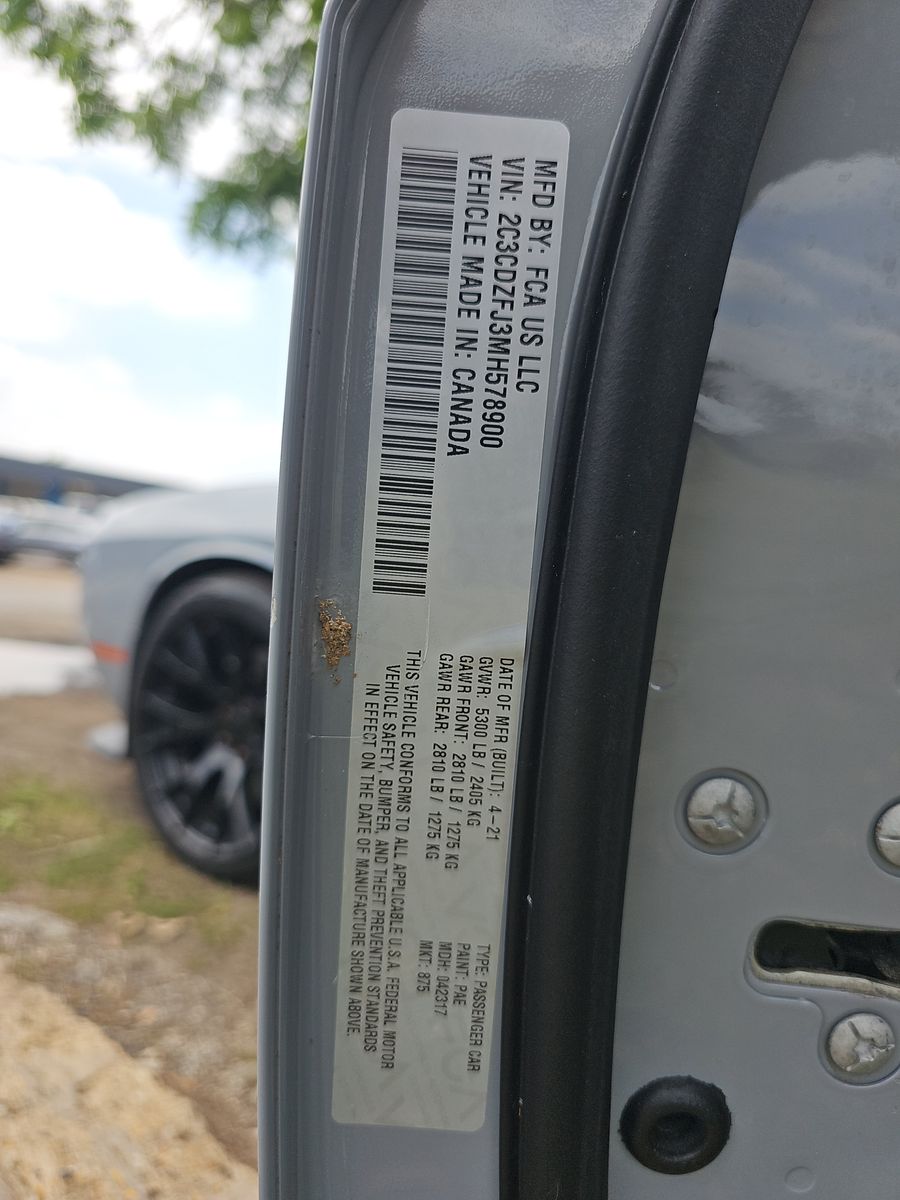 MFD BY: FCA US LLC
VIN: 2C3CDZFJ3MH578900
VEHICLE MADE IN: CANADA
DATE OF MFR (BUILT): 4-21
GVWR: 5300 LB / 2405 KG
GAWR FRONT: 2810 LB / 1275 KG
GAWR REAR: 2810 LB / 1275 KG
THIS VEHICLE CONFORMS TO ALL APPLICABLE U.S.A. FEDERAL MOTOR
VEHICLE SAFETY, BUMPER, AND THEFT PREVENTION STANDARDS
IN EFFECT ON THE DATE OF MANUFACTURE SHOWN ABOVE.
TYPE: PASSENGER CAR
PAINT: PAE
MDH: 042317
MKT: 875